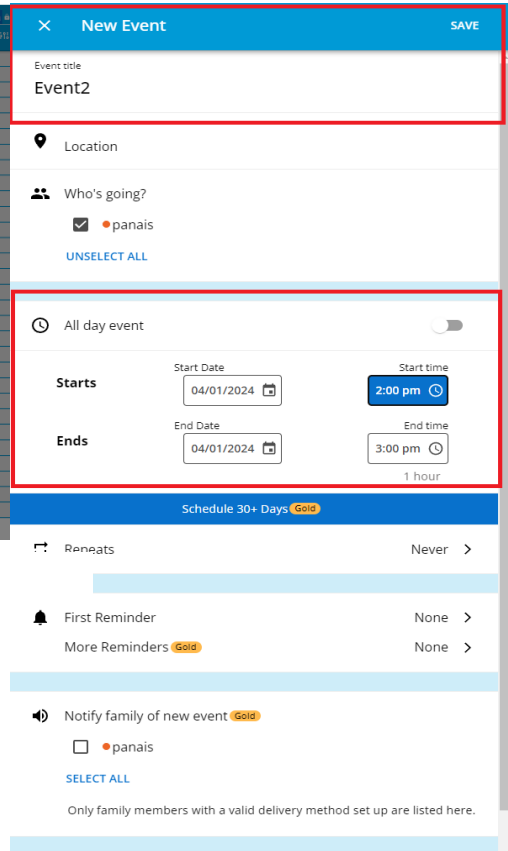 New Event SAVE
Event title
Event2
Location
Who's going?
panais
UNSELECT ALL
All day event
Start Date Start time
Starts 04/01/2024 2:00 pm
End Date End time
Ends 04/01/2024 3:00 pm
1 hour
Schedule 30+ Days Gold
Repeats Never
First Reminder None
More Reminders Gold None
Notify family of new event Gold
panais
SELECT ALL
Only family members with a valid delivery method set up are listed here.